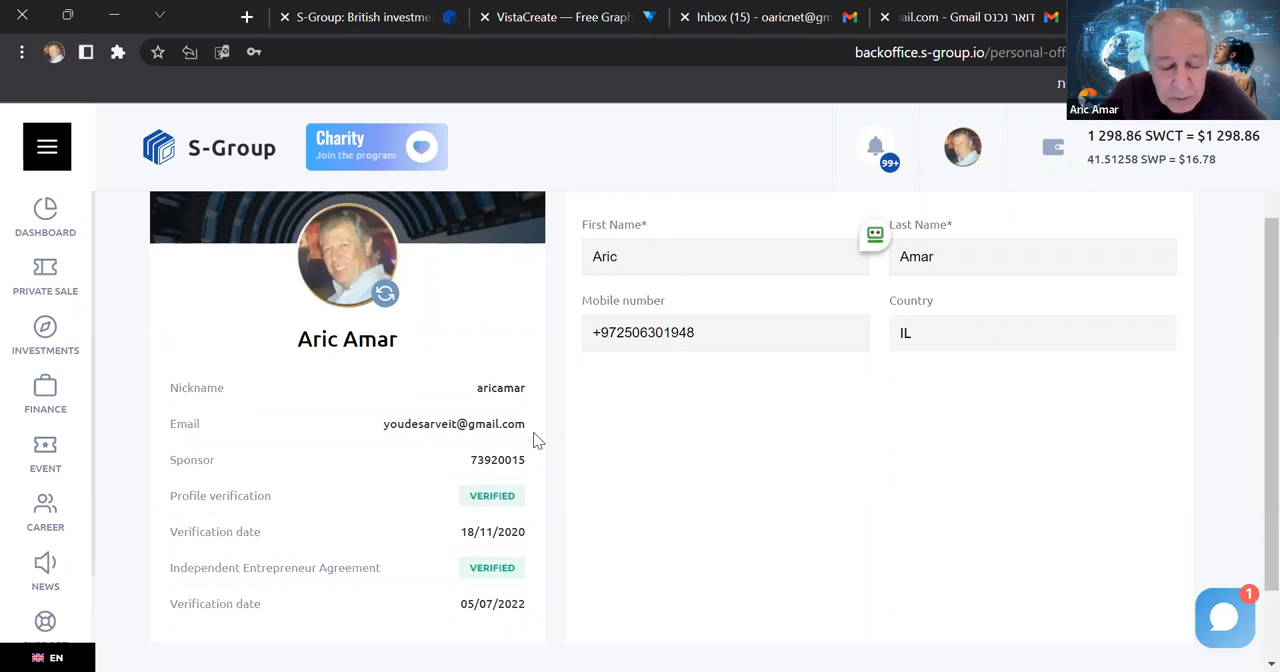 S-Group: British investme
VistaCreate — Free Graph
Inbox (15) - oaricnet@gm
ail.com - Gmail דואר נכנס
backoffice.s-group.io/personal-off
ת
Aric Amar
S-Group
Charity
Join the program
99+
1 298.86 SWCT = $1 298.86
41.51258 SWP = $16.78
DASHBOARD
PRIVATE SALE
INVESTMENTS
FINANCE
EVENT
CAREER
NEWS
EN
Aric Amar
Nickname aricamar
Email youdesarveit@gmail.com
Sponsor 73920015
Profile verification VERIFIED
Verification date 18/11/2020
Independent Entrepreneur Agreement VERIFIED
Verification date 05/07/2022
First Name* Last Name*
Aric Amar
Mobile number Country
+972506301948 IL
1